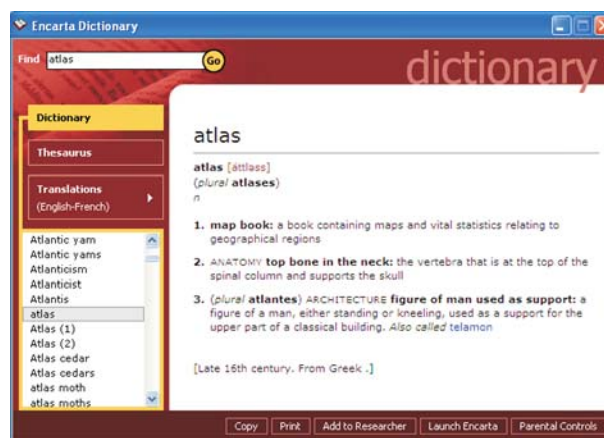 Encarta Dictionary
Find atlas Go
dictionary
Dictionary
Thesaurus
Translations
(English-French)
Atlantic yam
Atlantic yams
Atlanticism
Atlanticist
Atlantis
atlas
Atlas (1)
Atlas (2)
Atlas cedar
Atlas cedars
atlas moth
atlas moths
atlas
atlas [áttləss]
(plural atlases)
n
1. map book: a book containing maps and vital statistics relating to
geographical regions
2. ANATOMY top bone in the neck: the vertebra that is at the top of the
spinal column and supports the skull
3. (plural atlantes) ARCHITECTURE figure of man used as support: a
figure of a man, either standing or kneeling, used as a support for the
upper part of a classical building. Also called telamon
[Late 16th century. From Greek .]
Copy Print Add to Researcher Launch Encarta Parental Controls